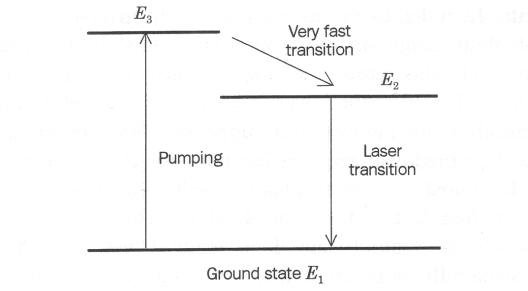 E3
Very fast
transition
E2
Pumping
Laser
transition
Ground state E1